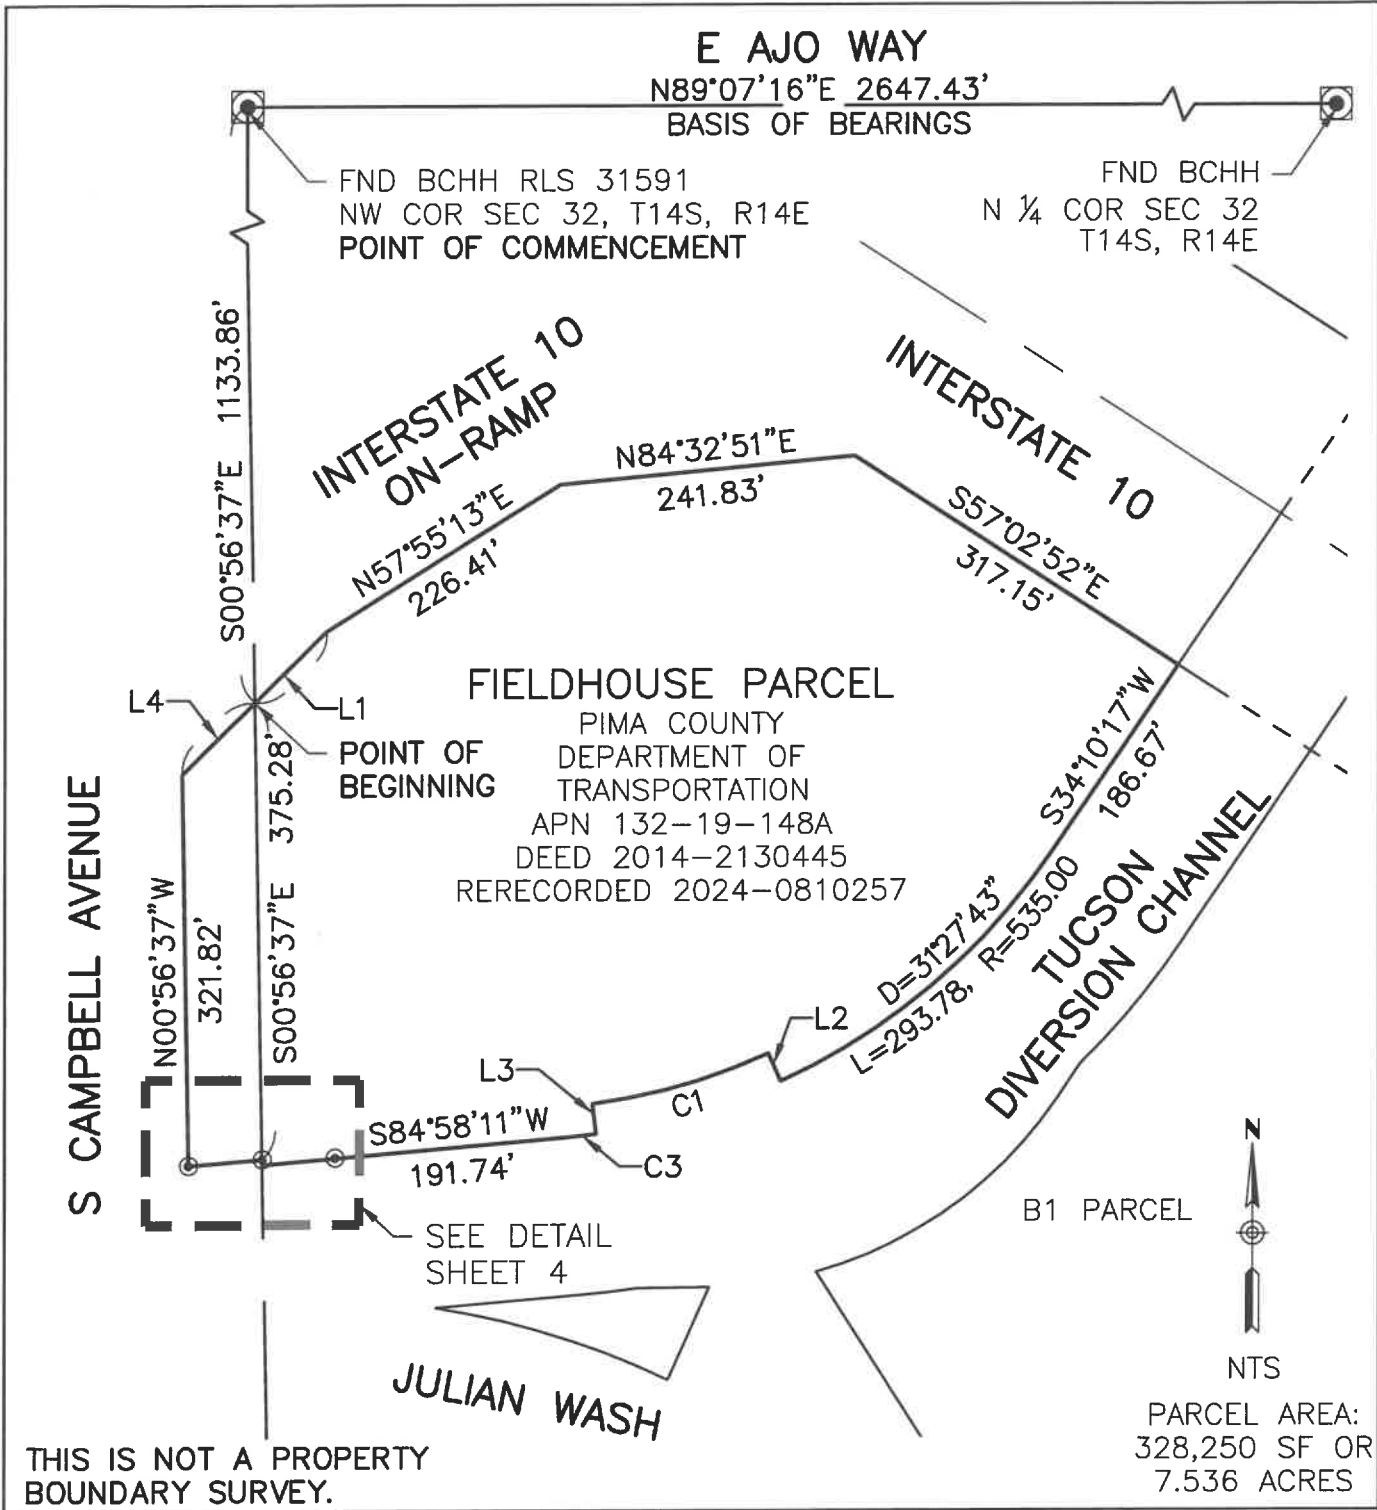 E AJO WAY
N89°07'16"E 2647.43'
BASIS OF BEARINGS
FND BCHH RLS 31591
NW COR SEC 32, T14S, R14E
POINT OF COMMENCEMENT
FND BCHH
N ¼ COR SEC 32
T14S, R14E
S00°56'37"E 1133.86'
INTERSTATE 10
ON-RAMP
INTERSTATE 10
N84°32'51"E
241.83'
N57°55'13"E
226.41'
S57°02'52"E
317.15'
L4
L1
POINT OF
BEGINNING
FIELDHOUSE PARCEL
PIMA COUNTY
DEPARTMENT OF
TRANSPORTATION
APN 132-19-148A
DEED 2014-2130445
RERECORDED 2024-0810257
S34°10'17"W
186.67'
S CAMPBELL AVENUE
N00°56'37"W
321.82'
S00°56'37"E 375.28'
D=31°27'43"
L=293.78, R=535.00
TUCSON
DIVERSION CHANNEL
L2
L3
C1
S84°58'11"W
191.74'
C3
SEE DETAIL
SHEET 4
B1 PARCEL
N
NTS
JULIAN WASH
PARCEL AREA:
328,250 SF OR
7.536 ACRES
THIS IS NOT A PROPERTY
BOUNDARY SURVEY.